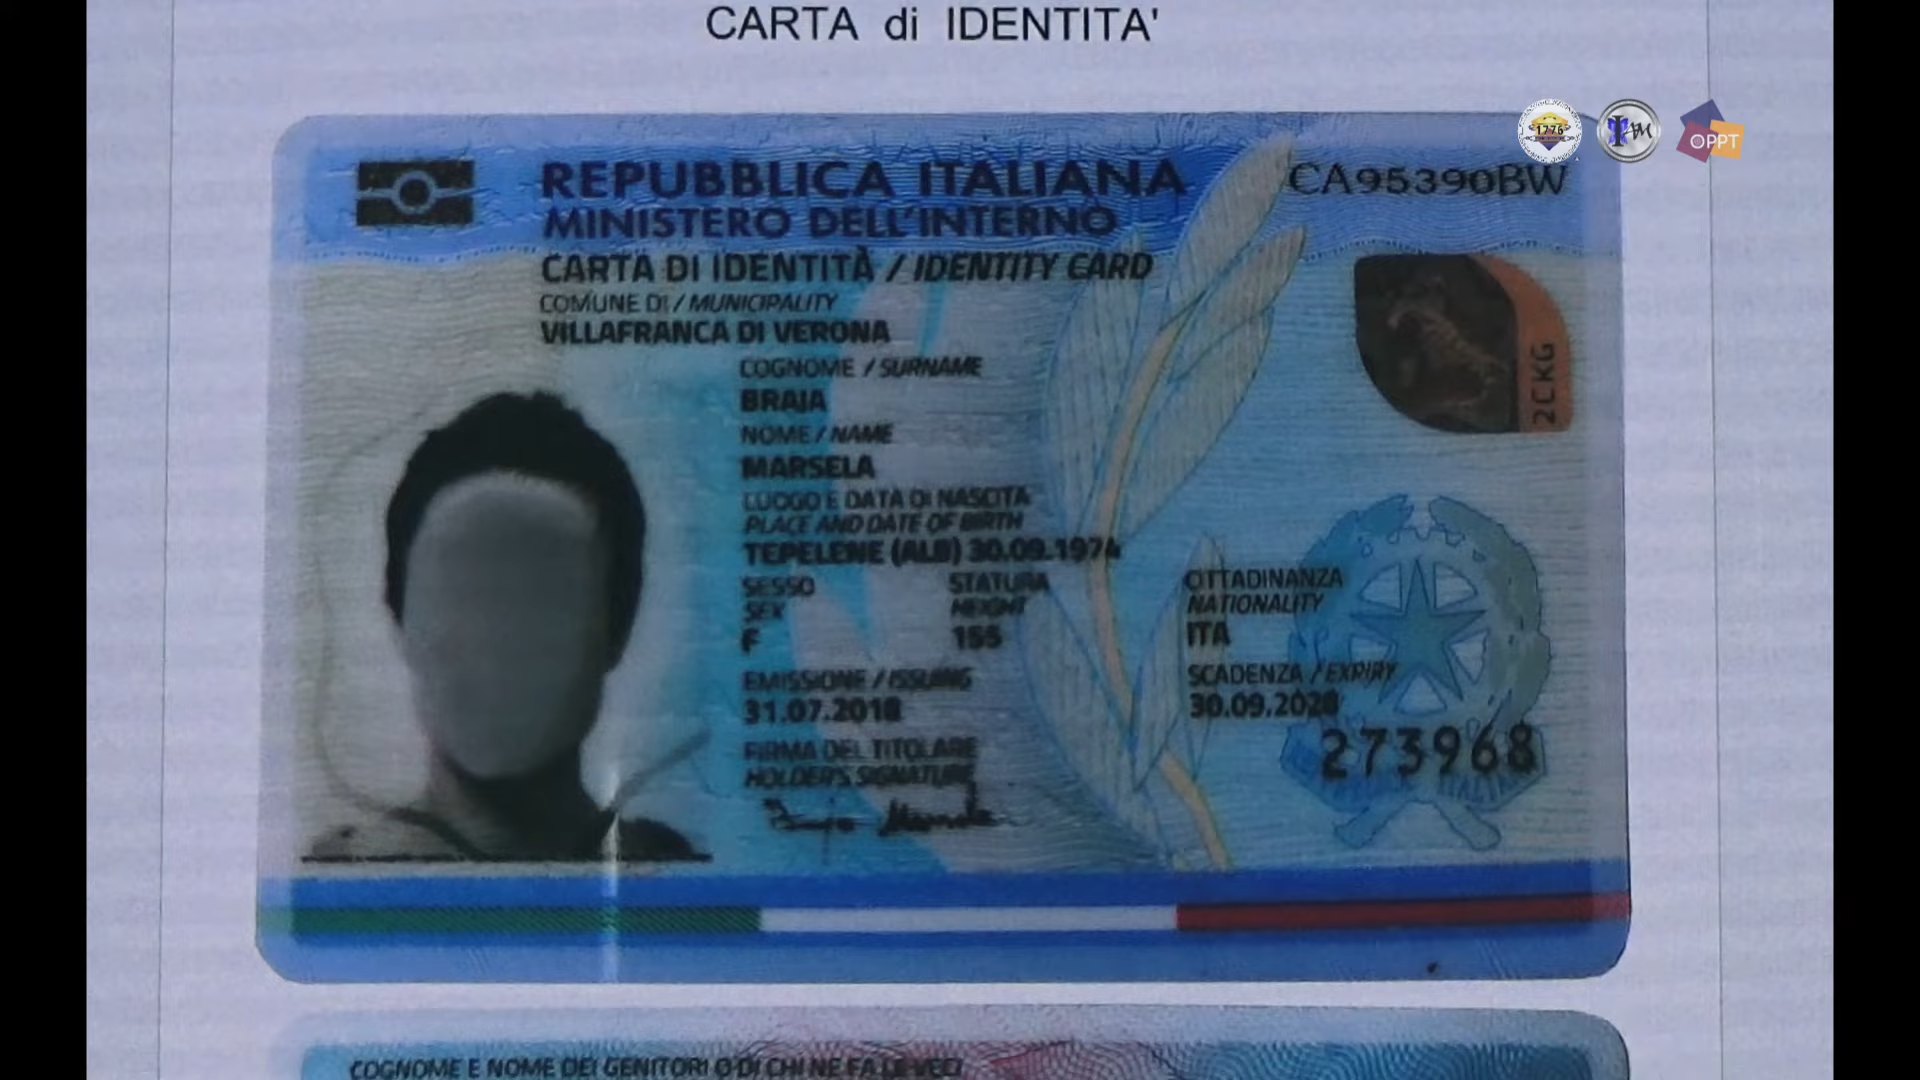 CARTA di IDENTITA'
1776
OPPT
REPUBBLICA ITALIANA
CA95390BW
MINISTERO DELL'INTERNO
CARTA DI IDENTITÀ / IDENTITY CARD
COMUNE DI / MUNICIPALITY
VILLAFRANCA DI VERONA
COGNOME / SURNAME
BRAJA
NOME / NAME
MARSELA
LUOGO E DATA DI NASCITA
PLACE AND DATE OF BIRTH
TEPELENE (ALB) 30.09.1974
SESSO STATURA CITTADINANZA
SEX HEIGHT NATIONALITY
F 155 ITA
EMISSIONE / ISSUING SCADENZA / EXPIRY
31.07.2018 30.09.2028
273968
FIRMA DEL TITOLARE
HOLDER'S SIGNATURE
2CKG
COGNOME E NOME DEI GENITORI O DI CHI NE FA LE VECI